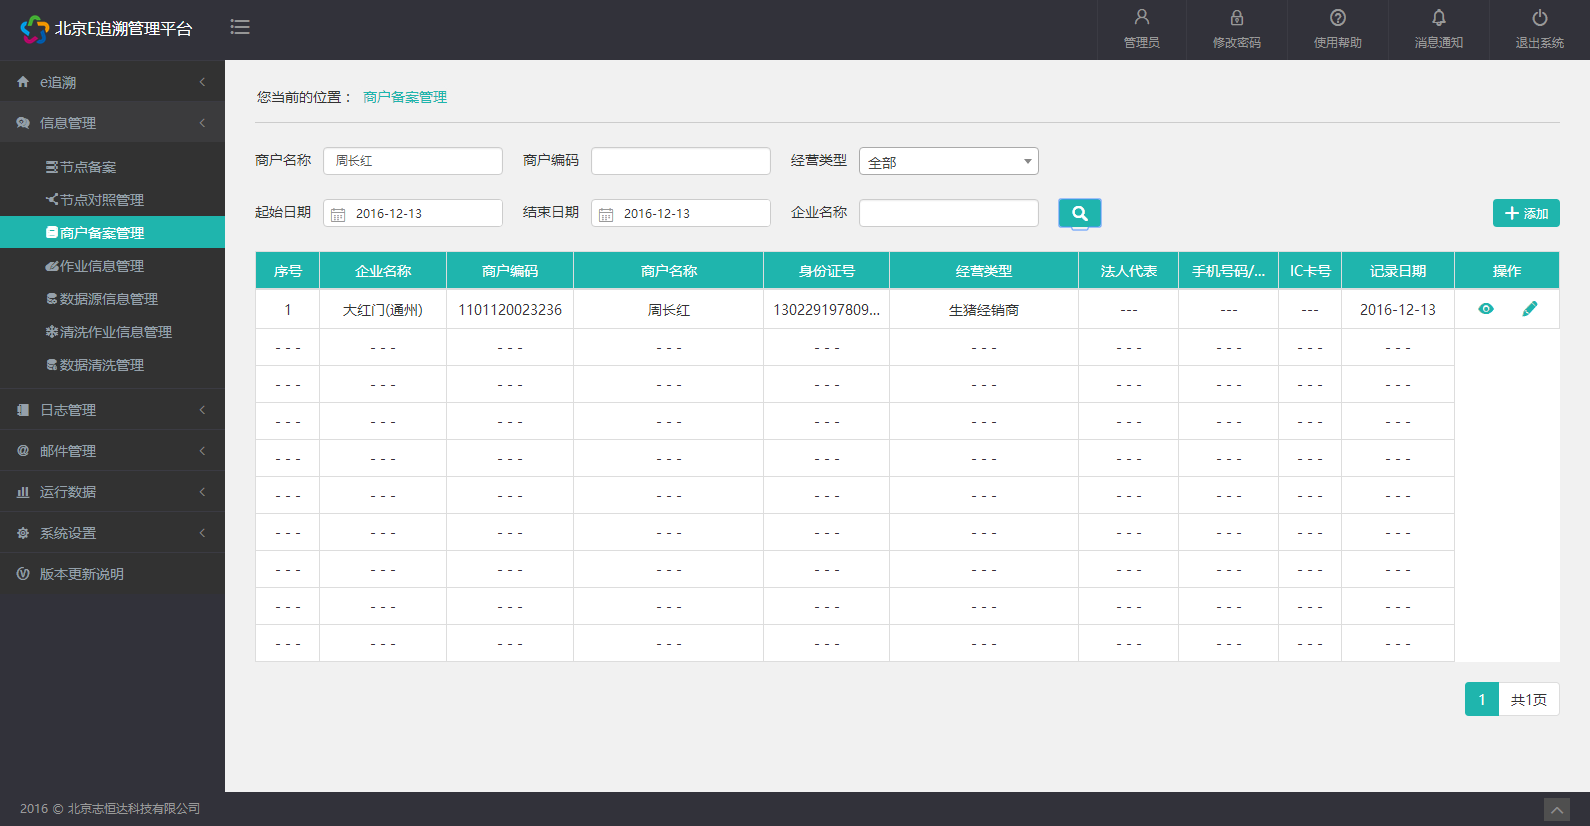 北京E追溯管理平台
管理员 修改密码 使用帮助 消息通知 退出系统
e追溯
信息管理
节点备案
节点对照管理
商户备案管理
作业信息管理
数据源信息管理
清洗作业信息管理
数据清洗管理
日志管理
邮件管理
运行数据
系统设置
版本更新说明
您当前的位置： 商户备案管理
商户名称 周长红 商户编码 经营类型 全部
起始日期 2016-12-13 结束日期 2016-12-13 企业名称 添加
序号 企业名称 商户编码 商户名称 身份证号 经营类型 法人代表 手机号码/... IC卡号 记录日期 操作
1 大红门(通州) 1101120023236 周长红 130229197809... 生猪经销商 --- --- --- 2016-12-13
--- --- --- --- --- --- --- --- --- ---
--- --- --- --- --- --- --- --- --- ---
--- --- --- --- --- --- --- --- --- ---
--- --- --- --- --- --- --- --- --- ---
--- --- --- --- --- --- --- --- --- ---
--- --- --- --- --- --- --- --- --- ---
--- --- --- --- --- --- --- --- --- ---
--- --- --- --- --- --- --- --- --- ---
--- --- --- --- --- --- --- --- --- ---
1 共1页
2016 © 北京志恒达科技有限公司